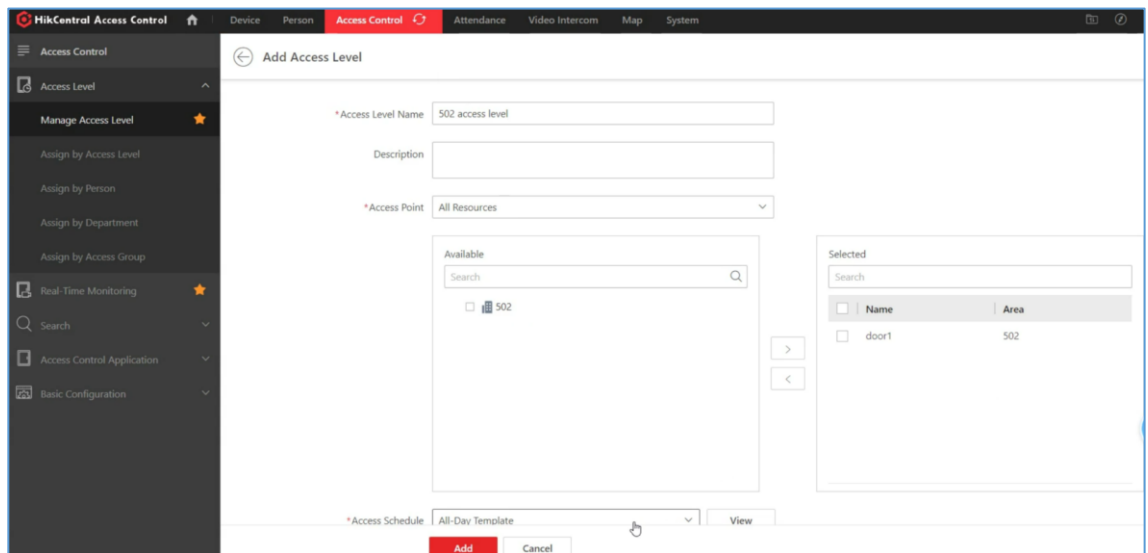 HikCentral Access Control Device Person Access Control Attendance Video Intercom Map System
Access Control
Add Access Level
Access Level
Manage Access Level
Assign by Access Level
Assign by Person
Assign by Department
Assign by Access Group
Real-Time Monitoring
Search
Access Control Application
Basic Configuration
*Access Level Name 502 access level
Description
*Access Point All Resources
Available
Search
502
>
<
Selected
Search
Name Area
door1 502
*Access Schedule All-Day Template View
Add Cancel